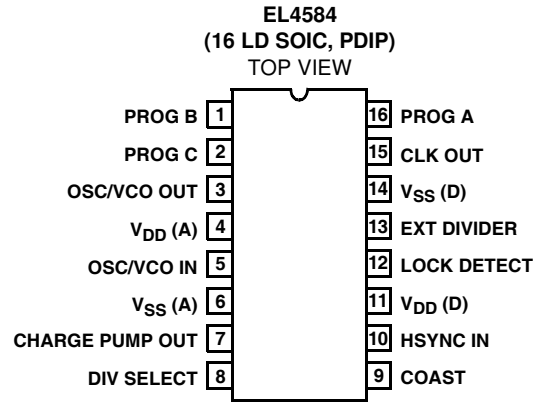 EL4584
(16 LD SOIC, PDIP)
TOP VIEW
PROG B 1 16 PROG A
PROG C 2 15 CLK OUT
OSC/VCO OUT 3 14 VSS (D)
VDD (A) 4 13 EXT DIVIDER
OSC/VCO IN 5 12 LOCK DETECT
VSS (A) 6 11 VDD (D)
CHARGE PUMP OUT 7 10 HSYNC IN
DIV SELECT 8 9 COAST